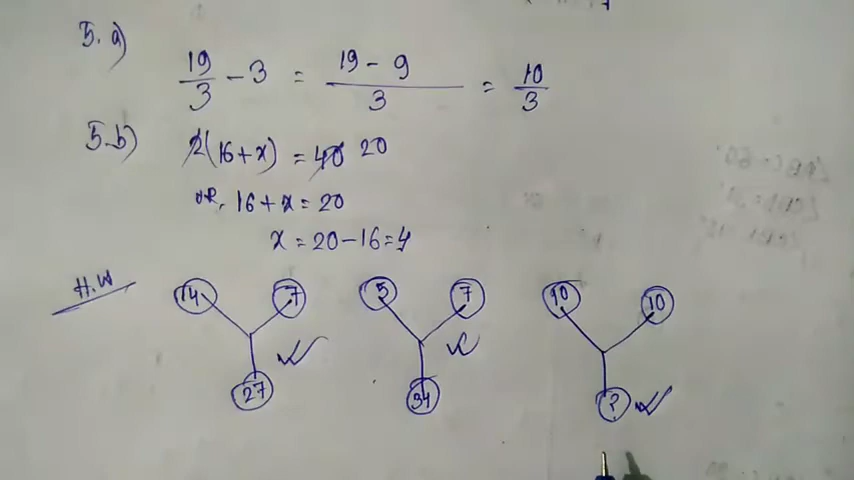 5. a)
19/3 - 3 = (19 - 9)/3 = 10/3
5. b) 2(16+x) = 40 20
or, 16 + x = 20
x = 20 - 16 = 4
H.W
14 7 5 7 10 10
27 34 ?